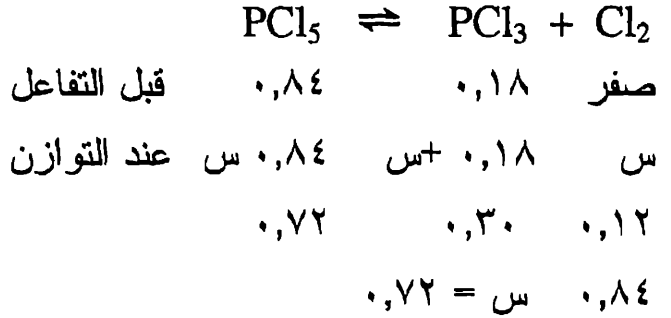 PCl₅ ⇌ PCl₃ + Cl₂
قبل التفاعل ٠,٨٤ ٠,١٨ صفر
عند التوازن ٠,٨٤ س ٠,١٨ +س س
٠,٧٢ ٠,٣٠ ٠,١٢
٠,٨٤ س = ٠,٧٢